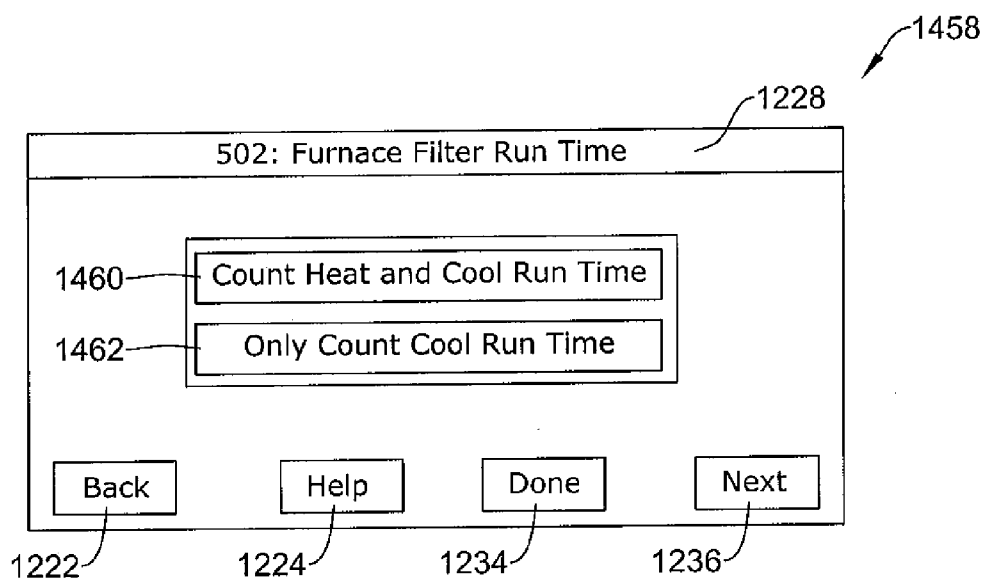 1458
1228
502: Furnace Filter Run Time
1460 Count Heat and Cool Run Time
1462 Only Count Cool Run Time
Back Help Done Next
1222 1224 1234 1236